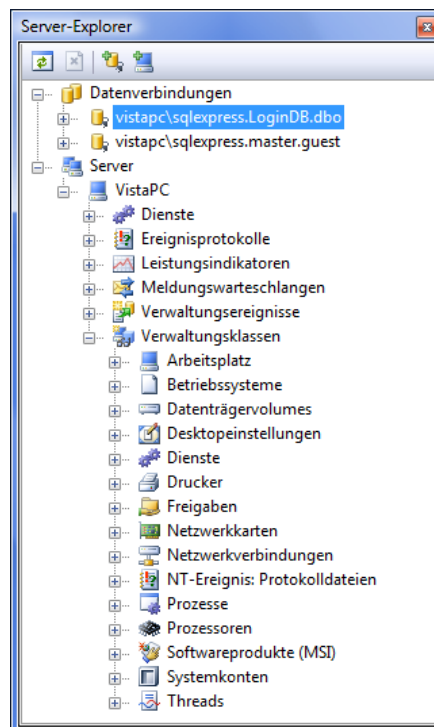 Server-Explorer
Datenverbindungen
vistapc\sqlexpress.LoginDB.dbo
vistapc\sqlexpress.master.guest
Server
VistaPC
Dienste
Ereignisprotokolle
Leistungsindikatoren
Meldungswarteschlangen
Verwaltungsereignisse
Verwaltungsklassen
Arbeitsplatz
Betriebssysteme
Datenträgervolumes
Desktopeinstellungen
Dienste
Drucker
Freigaben
Netzwerkkarten
Netzwerkverbindungen
NT-Ereignis: Protokolldateien
Prozesse
Prozessoren
Softwareprodukte (MSI)
Systemkonten
Threads